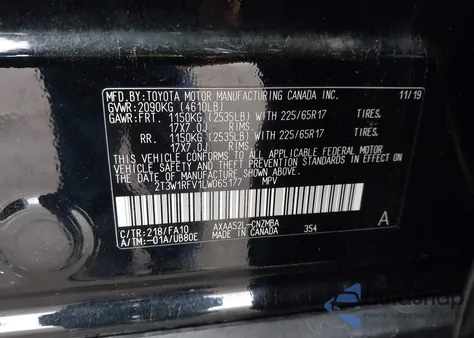 MFD.BY: TOYOTA MOTOR MANUFACTURING CANADA INC. 11/19
GVWR: 2090KG (4610LB)
GAWR: FRT. 1150KG (2535LB) WITH 225/65R17 TIRES,
17X7.0J RIMS,
RR. 1150KG (2535LB) WITH 225/65R17 TIRES,
17X7.0J RIMS,
THIS VEHICLE CONFORMS TO ALL APPLICABLE FEDERAL MOTOR
VEHICLE SAFETY AND THEFT PREVENTION STANDARDS IN
EFFECT ON THE DATE OF MANUFACTURE SHOWN ABOVE.
2T3W1RFV1LW065177 MPV
C/TR: 218/FA10 AXAA52L-CNZMBA A
A/TM: -01A/UB80E MADE IN CANADA 354